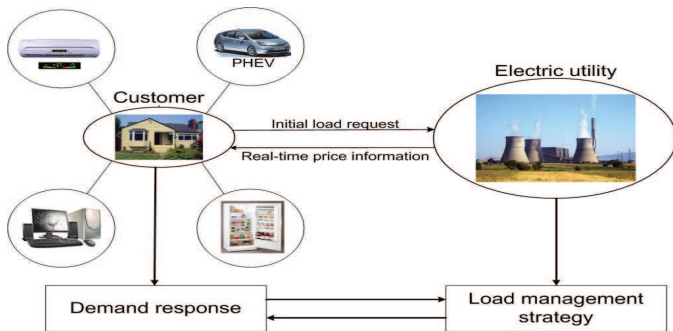 PHEV
Electric utility
Customer
Initial load request
Real-time price information
Demand response
Load management
strategy